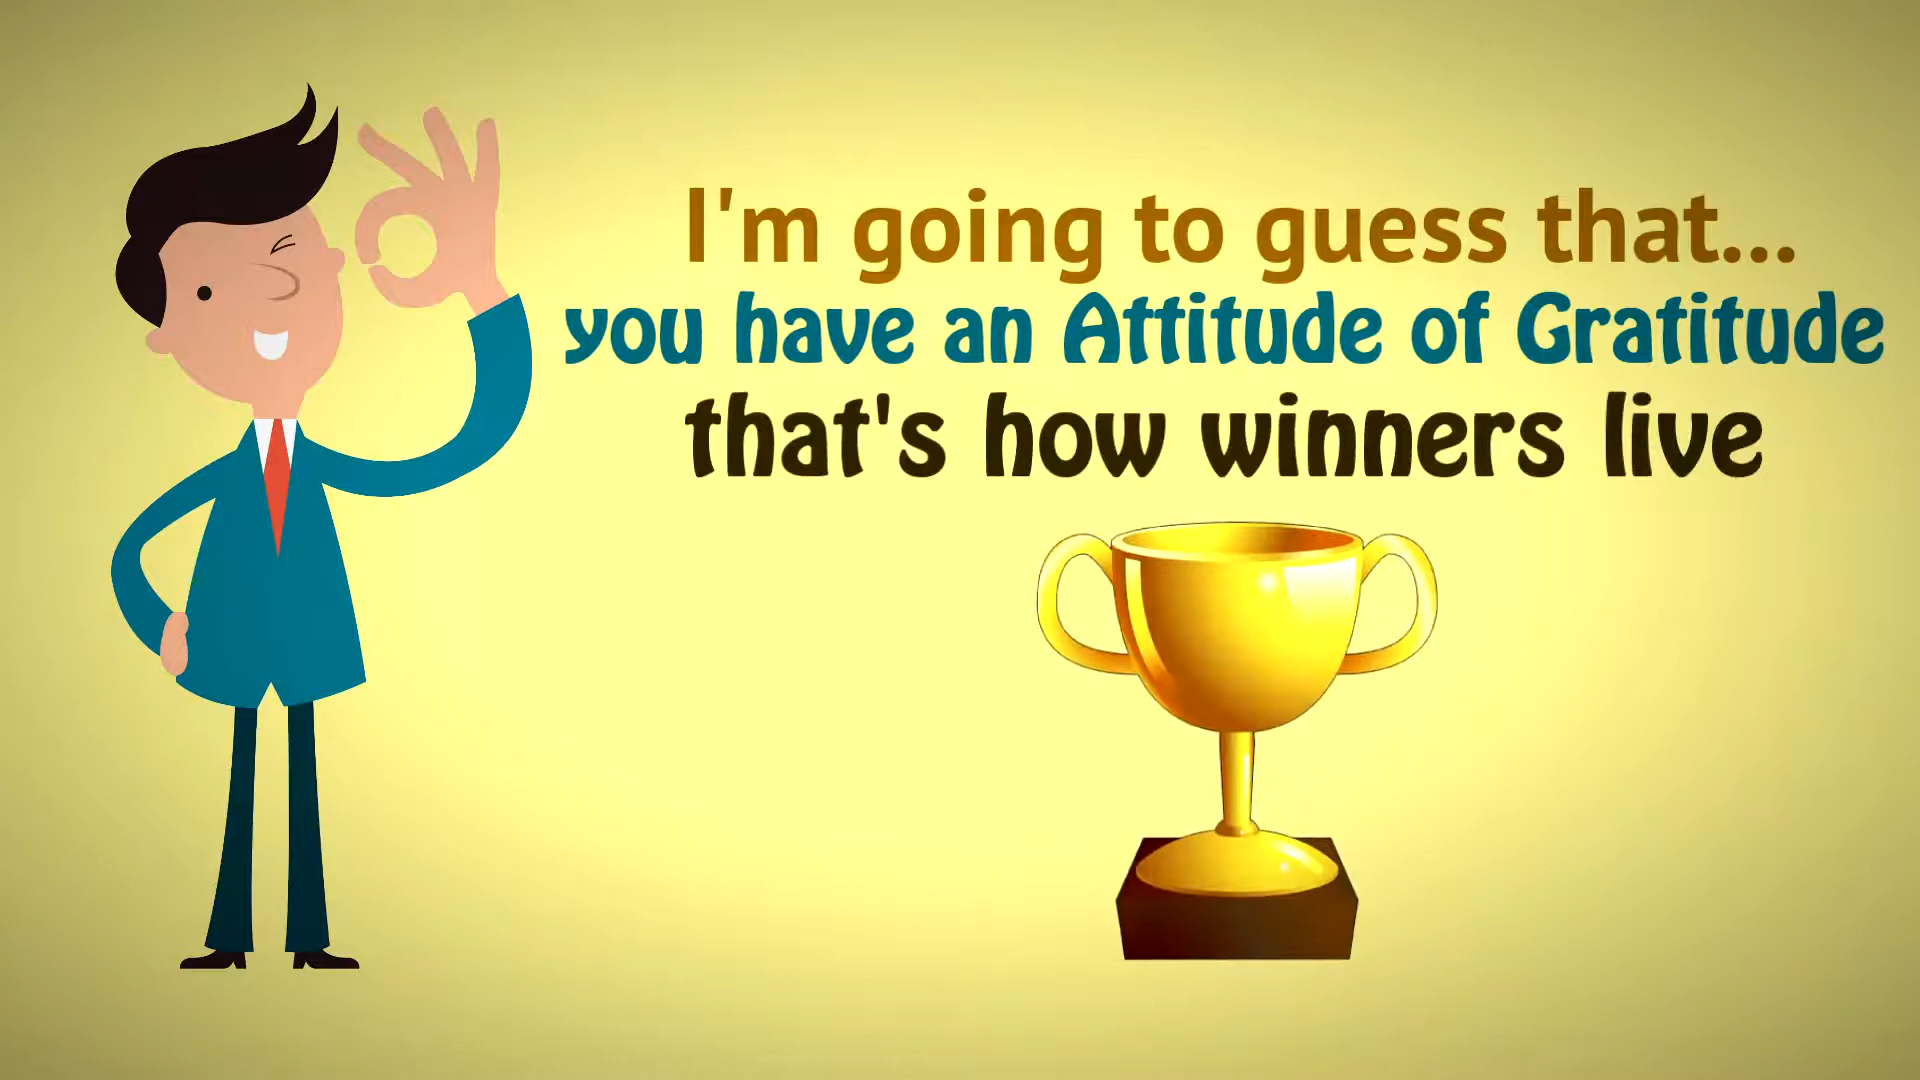 I'm going to guess that...
you have an Attitude of Gratitude
that's how winners live